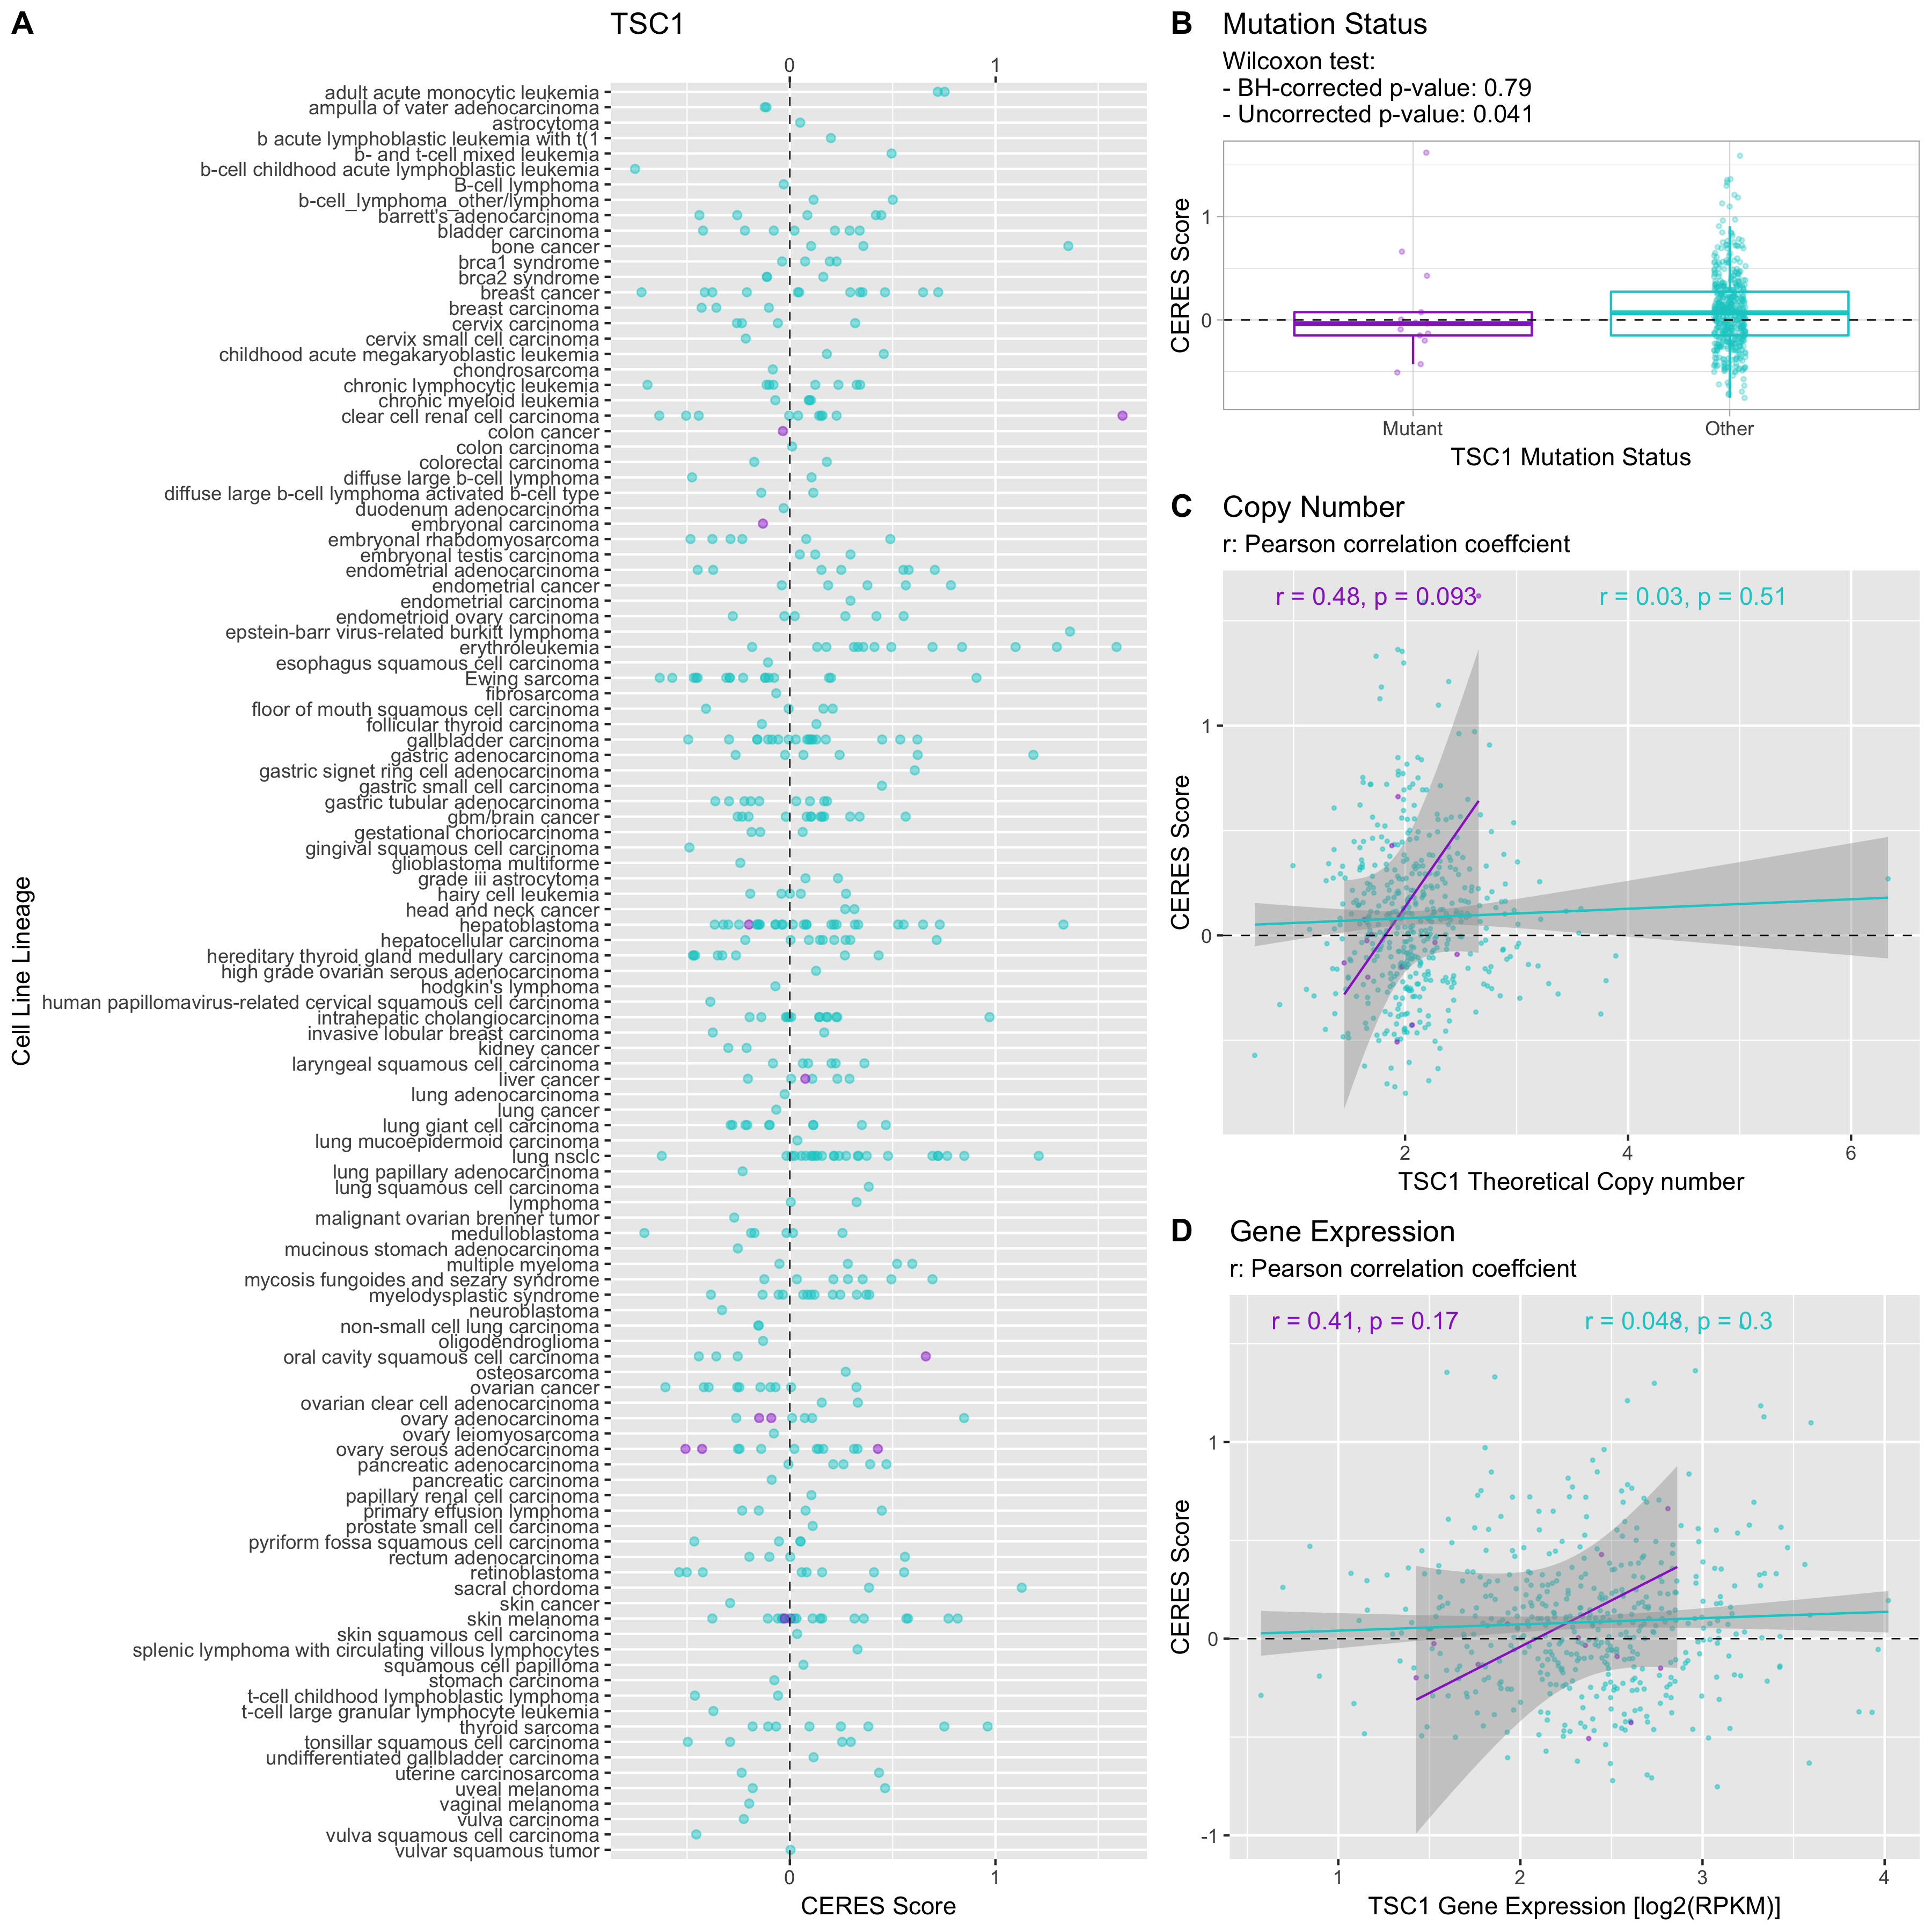 A
TSC1
0 1
adult acute monocytic leukemia
ampulla of vater adenocarcinoma
astrocytoma
b acute lymphoblastic leukemia with t(1
b- and t-cell mixed leukemia
b-cell childhood acute lymphoblastic leukemia
B-cell lymphoma
b-cell_lymphoma_other/lymphoma
barrett's adenocarcinoma
bladder carcinoma
bone cancer
brca1 syndrome
brca2 syndrome
breast cancer
breast carcinoma
cervix carcinoma
cervix small cell carcinoma
childhood acute megakaryoblastic leukemia
chondrosarcoma
chronic lymphocytic leukemia
chronic myeloid leukemia
clear cell renal cell carcinoma
colon cancer
colon carcinoma
colorectal carcinoma
diffuse large b-cell lymphoma
diffuse large b-cell lymphoma activated b-cell type
duodenum adenocarcinoma
embryonal carcinoma
embryonal rhabdomyosarcoma
embryonal testis carcinoma
endometrial adenocarcinoma
endometrial cancer
endometrial carcinoma
endometrioid ovary carcinoma
epstein-barr virus-related burkitt lymphoma
erythroleukemia
esophagus squamous cell carcinoma
Ewing sarcoma
fibrosarcoma
floor of mouth squamous cell carcinoma
follicular thyroid carcinoma
gallbladder carcinoma
gastric adenocarcinoma
gastric signet ring cell adenocarcinoma
gastric small cell carcinoma
gastric tubular adenocarcinoma
gbm/brain cancer
gestational choriocarcinoma
gingival squamous cell carcinoma
glioblastoma multiforme
grade iii astrocytoma
hairy cell leukemia
head and neck cancer
hepatoblastoma
hepatocellular carcinoma
hereditary thyroid gland medullary carcinoma
high grade ovarian serous adenocarcinoma
hodgkin's lymphoma
human papillomavirus-related cervical squamous cell carcinoma
intrahepatic cholangiocarcinoma
invasive lobular breast carcinoma
kidney cancer
laryngeal squamous cell carcinoma
liver cancer
lung adenocarcinoma
lung cancer
lung giant cell carcinoma
lung mucoepidermoid carcinoma
lung nsclc
lung papillary adenocarcinoma
lung squamous cell carcinoma
lymphoma
malignant ovarian brenner tumor
medulloblastoma
mucinous stomach adenocarcinoma
multiple myeloma
mycosis fungoides and sezary syndrome
myelodysplastic syndrome
neuroblastoma
non-small cell lung carcinoma
oligodendroglioma
oral cavity squamous cell carcinoma
osteosarcoma
ovarian cancer
ovarian clear cell adenocarcinoma
ovary adenocarcinoma
ovary leiomyosarcoma
ovary serous adenocarcinoma
pancreatic adenocarcinoma
pancreatic carcinoma
papillary renal cell carcinoma
primary effusion lymphoma
prostate small cell carcinoma
pyriform fossa squamous cell carcinoma
rectum adenocarcinoma
retinoblastoma
sacral chordoma
skin cancer
skin melanoma
skin squamous cell carcinoma
splenic lymphoma with circulating villous lymphocytes
squamous cell papilloma
stomach carcinoma
t-cell childhood lymphoblastic lymphoma
t-cell large granular lymphocyte leukemia
thyroid sarcoma
tonsillar squamous cell carcinoma
undifferentiated gallbladder carcinoma
uterine carcinosarcoma
uveal melanoma
vaginal melanoma
vulva carcinoma
vulva squamous cell carcinoma
vulvar squamous tumor
0 1
CERES Score
Cell Line Lineage
B
Mutation Status
Wilcoxon test:
- BH-corrected p-value: 0.79
- Uncorrected p-value: 0.041
1
0
CERES Score
Mutant Other
TSC1 Mutation Status
C
Copy Number
r: Pearson correlation coeffcient
r = 0.48, p = 0.093
r = 0.03, p = 0.51
1
0
CERES Score
2 4 6
TSC1 Theoretical Copy number
D
Gene Expression
r: Pearson correlation coeffcient
r = 0.41, p = 0.17
r = 0.048, p = 0.3
1
0
-1
CERES Score
1 2 3 4
TSC1 Gene Expression [log2(RPKM)]